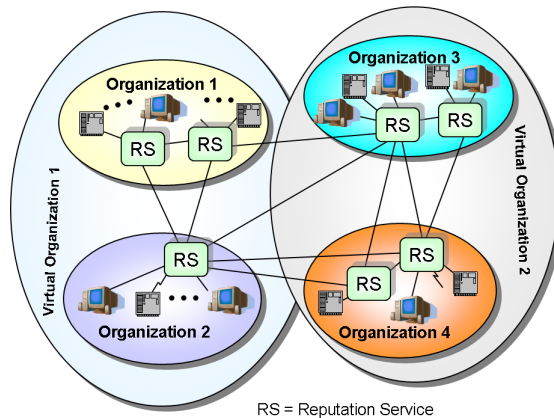 Organization 1
Organization 3
RS
RS
RS
RS
Virtual Organization 1
Virtual Organization 2
RS
RS
RS
Organization 2
Organization 4
RS = Reputation Service